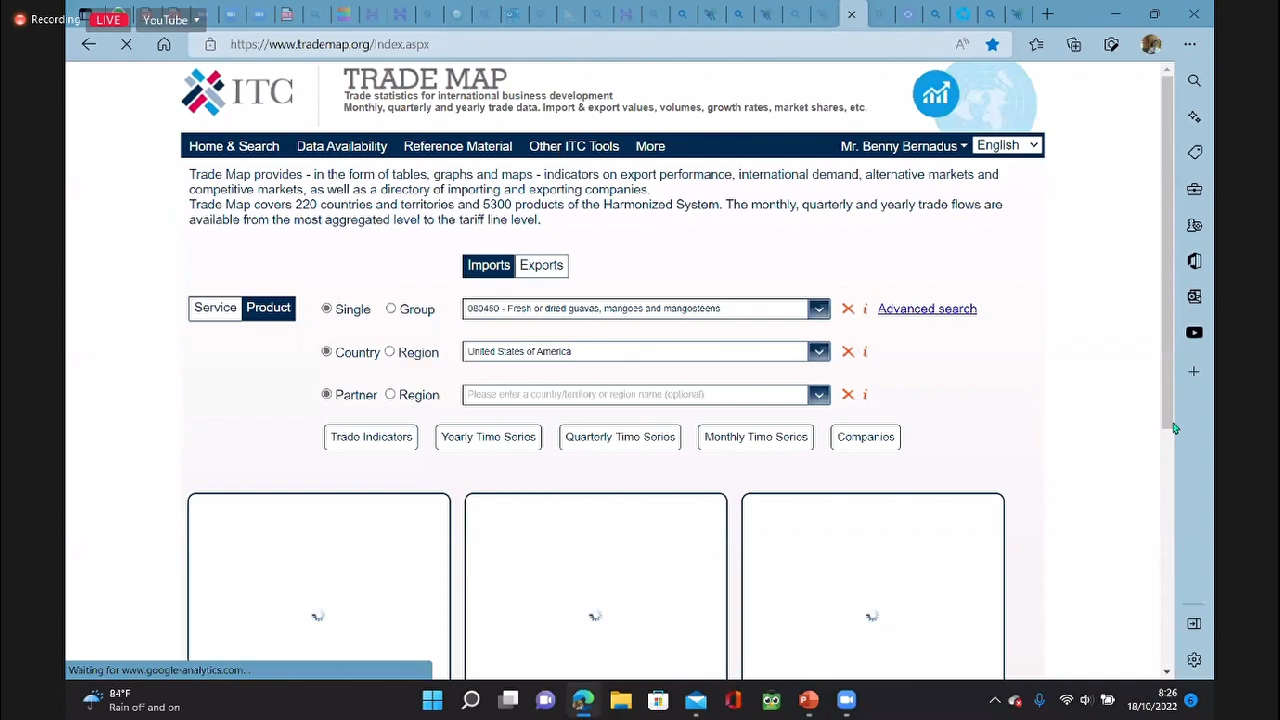 Recording
LIVE
YouTube
https://www.trademap.org/index.aspx
ITC
TRADE MAP
Trade statistics for international business development
Monthly, quarterly and yearly trade data. Import & export values, volumes, growth rates, market shares, etc.
Home & Search Data Availability Reference Material Other ITC Tools More Mr. Benny Bernadus English
Trade Map provides - in the form of tables, graphs and maps - indicators on export performance, international demand, alternative markets and
competitive markets, as well as a directory of importing and exporting companies.
Trade Map covers 220 countries and territories and 5300 products of the Harmonized System. The monthly, quarterly and yearly trade flows are
available from the most aggregated level to the tariff line level.
Imports Exports
Service Product Single Group 080450 - Fresh or dried guavas, mangoes and mangosteens i Advanced search
Country Region United States of America i
Partner Region Please enter a country/territory or region name (optional) i
Trade Indicators Yearly Time Series Quarterly Time Series Monthly Time Series Companies
Waiting for www.google-analytics.com...
84°F
Rain off and on
8:26
18/10/2022